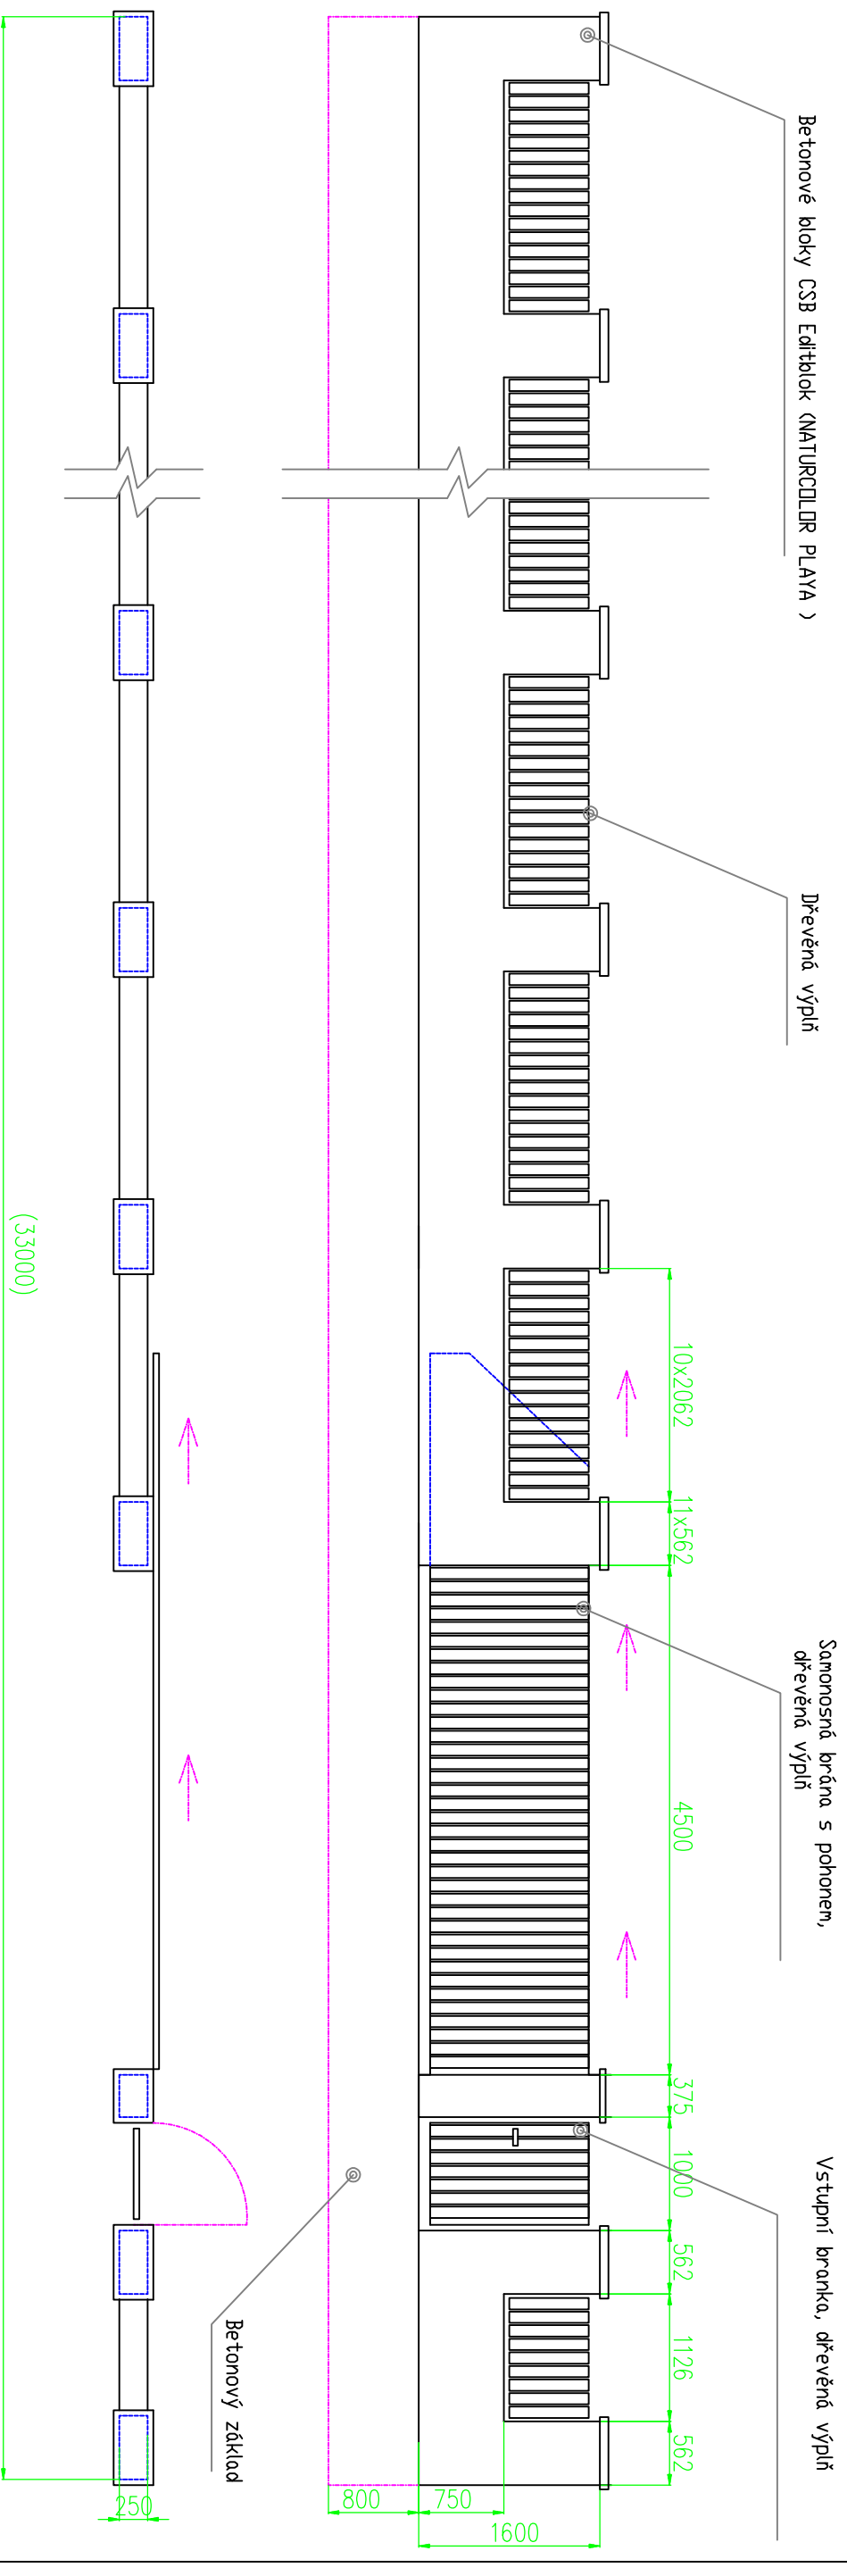 Betonové bloky CSB Editblok (NATURCOLOR PLAYA )
Dřevěná výplň
Samonosná brána s pohonem,
dřevěná výplň
Vstupní branka, dřevěná výplň
10x2062
11x562
4500
375
1000
562
1126
562
800
750
1600
Betonový základ
250
(33000)